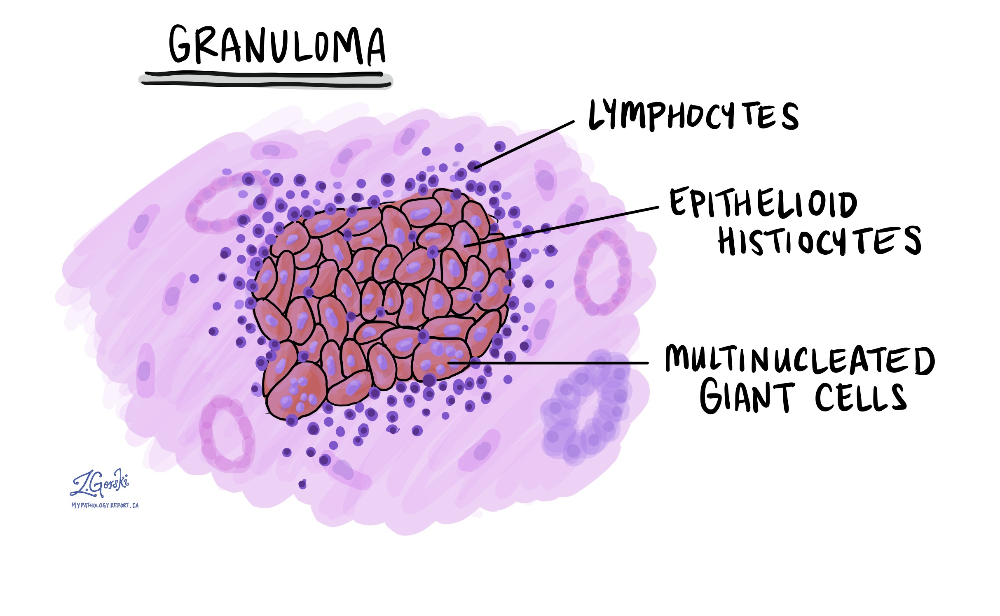 GRANULOMA
LYMPHOCYTES
EPITHELIOID
HISTIOCYTES
MULTINUCLEATED
GIANT CELLS
Z.Gorski
MYPATHOLOGYREPORT.CA